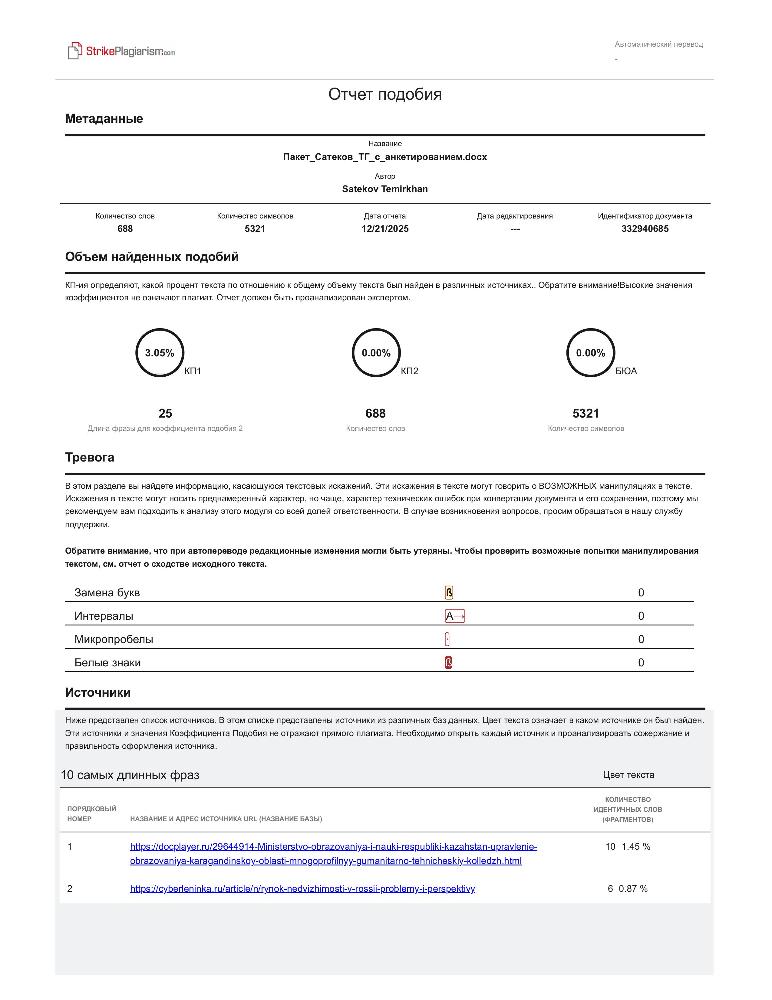 StrikePlagiarism.com
Автоматический перевод
-
Отчет подобия
Метаданные
Название
Пакет_Сатеков_ТГ_с_анкетированием.docx
Автор
Satekov Temirkhan
Количество слов
688
Количество символов
5321
Дата отчета
12/21/2025
Дата редактирования
---
Идентификатор документа
332940685
Объем найденных подобий
КП-ия определяют, какой процент текста по отношению к общему объему текста был найден в различных источниках.. Обратите внимание!Высокие значения
коэффициентов не означают плагиат. Отчет должен быть проанализирован экспертом.
3.05%
КП1
0.00%
КП2
0.00%
БЮА
25
Длина фразы для коэффициента подобия 2
688
Количество слов
5321
Количество символов
Тревога
В этом разделе вы найдете информацию, касающуюся текстовых искажений. Эти искажения в тексте могут говорить о ВОЗМОЖНЫХ манипуляциях в тексте.
Искажения в тексте могут носить преднамеренный характер, но чаще, характер технических ошибок при конвертации документа и его сохранении, поэтому мы
рекомендуем вам подходить к анализу этого модуля со всей долей ответственности. В случае возникновения вопросов, просим обращаться в нашу службу
поддержки.
Обратите внимание, что при автопереводе редакционные изменения могли быть утеряны. Чтобы проверить возможные попытки манипулирования
текстом, см. отчет о сходстве исходного текста.
Замена букв ß 0
Интервалы A→ 0
Микропробелы · 0
Белые знаки ß 0
Источники
Ниже представлен список источников. В этом списке представлены источники из различных баз данных. Цвет текста означает в каком источнике он был найден.
Эти источники и значения Коэффициента Подобия не отражают прямого плагиата. Необходимо открыть каждый источник и проанализировать сожержание и
правильность оформления источника.
10 самых длинных фраз Цвет текста
ПОРЯДКОВЫЙ
НОМЕР
НАЗВАНИЕ И АДРЕС ИСТОЧНИКА URL (НАЗВАНИЕ БАЗЫ)
КОЛИЧЕСТВО
ИДЕНТИЧНЫХ СЛОВ
(ФРАГМЕНТОВ)
1 https://docplayer.ru/29644914-Ministerstvo-obrazovaniya-i-nauki-respubliki-kazahstan-upravlenie- 10 1.45 %
obrazovaniya-karagandinskoy-oblasti-mnogoprofilnyy-gumanitarno-tehnicheskiy-kolledzh.html
2 https://cyberleninka.ru/article/n/rynok-nedvizhimosti-v-rossii-problemy-i-perspektivy 6 0.87 %